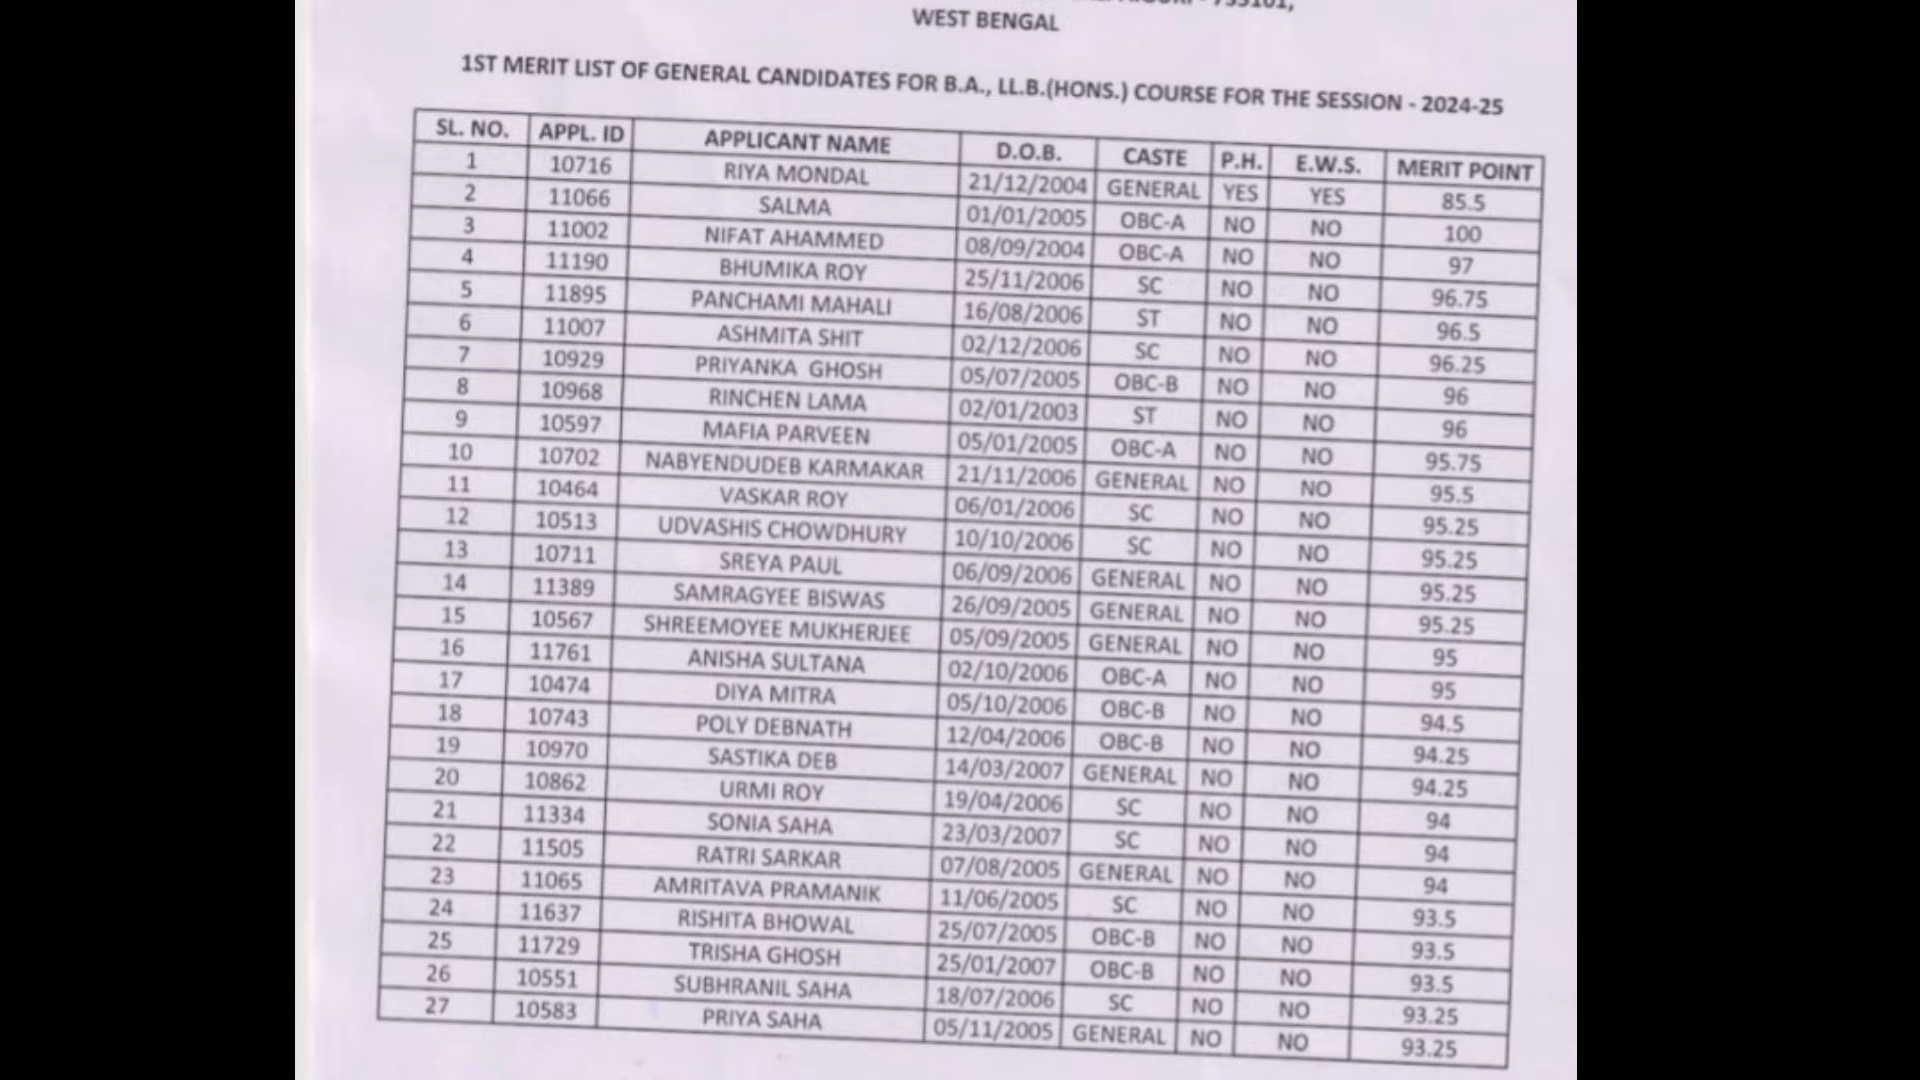 WEST BENGAL
1ST MERIT LIST OF GENERAL CANDIDATES FOR B.A., LL.B.(HONS.) COURSE FOR THE SESSION - 2024-25
SL. NO. APPL. ID APPLICANT NAME D.O.B. CASTE P.H. E.W.S. MERIT POINT
1 10716 RIYA MONDAL 21/12/2004 GENERAL YES YES 85.5
2 11066 SALMA 01/01/2005 OBC-A NO NO 100
3 11002 NIFAT AHAMMED 08/09/2004 OBC-A NO NO 97
4 11190 BHUMIKA ROY 25/11/2006 SC NO NO 96.75
5 11895 PANCHAMI MAHALI 16/08/2006 ST NO NO 96.5
6 11007 ASHMITA SHIT 02/12/2006 SC NO NO 96.25
7 10929 PRIYANKA GHOSH 05/07/2005 OBC-B NO NO 96
8 10968 RINCHEN LAMA 02/01/2003 ST NO NO 96
9 10597 MAFIA PARVEEN 05/01/2005 OBC-A NO NO 95.75
10 10702 NABYENDUDEB KARMAKAR 21/11/2006 GENERAL NO NO 95.5
11 10464 VASKAR ROY 06/01/2006 SC NO NO 95.25
12 10513 UDVASHIS CHOWDHURY 10/10/2006 SC NO NO 95.25
13 10711 SREYA PAUL 06/09/2006 GENERAL NO NO 95.25
14 11389 SAMRAGYEE BISWAS 26/09/2005 GENERAL NO NO 95.25
15 10567 SHREEMOYEE MUKHERJEE 05/09/2005 GENERAL NO NO 95
16 11761 ANISHA SULTANA 02/10/2006 OBC-A NO NO 95
17 10474 DIYA MITRA 05/10/2006 OBC-B NO NO 94.5
18 10743 POLY DEBNATH 12/04/2006 OBC-B NO NO 94.25
19 10970 SASTIKA DEB 14/03/2007 GENERAL NO NO 94.25
20 10862 URMI ROY 19/04/2006 SC NO NO 94
21 11334 SONIA SAHA 23/03/2007 SC NO NO 94
22 11505 RATRI SARKAR 07/08/2005 GENERAL NO NO 94
23 11065 AMRITAVA PRAMANIK 11/06/2005 SC NO NO 93.5
24 11637 RISHITA BHOWAL 25/07/2005 OBC-B NO NO 93.5
25 11729 TRISHA GHOSH 25/01/2007 OBC-B NO NO 93.5
26 10551 SUBHRANIL SAHA 18/07/2006 SC NO NO 93.25
27 10583 PRIYA SAHA 05/11/2005 GENERAL NO NO 93.25